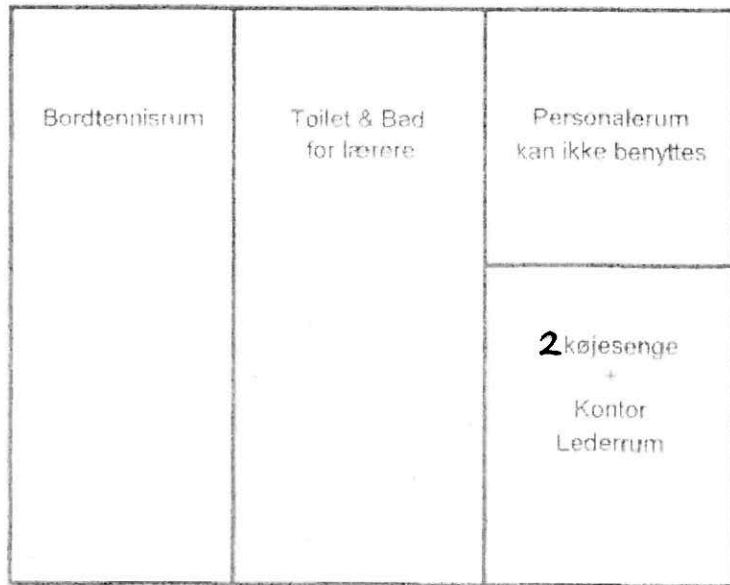 Bordtennisrum
Toilet & Bad
for lærere
Personalerum
kan ikke benyttes
2 køjesenge
+
Kontor
Lederrum